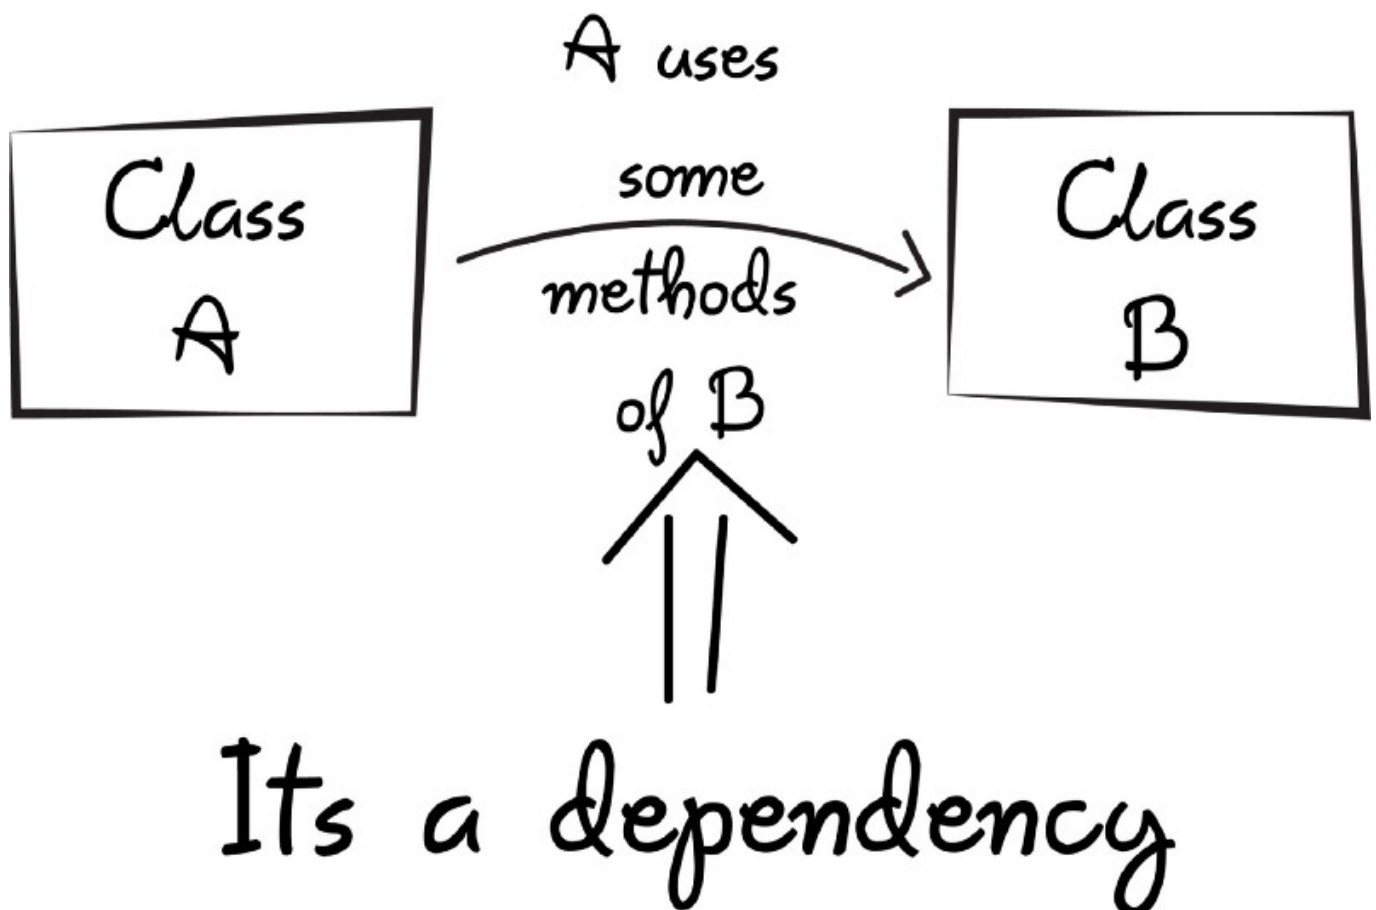 A uses
some
methods
of B
Class
A
Class
B
Its a dependency